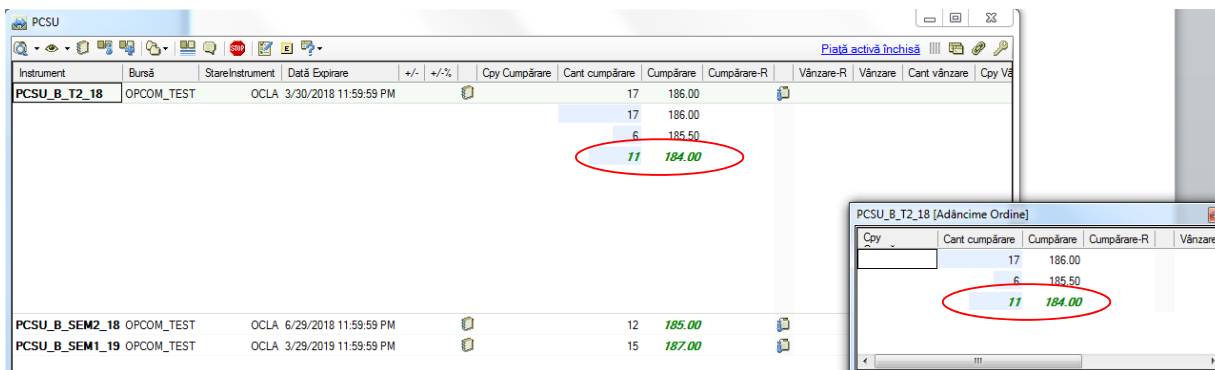 PCSU
STOP
E
Piață activă închisă
Instrument Bursă StareInstrument Dată Expirare +/- +/-% Cpy Cumpărare Cant cumpărare Cumpărare Cumpărare-R Vânzare-R Vânzare Cant vânzare Cpy Vâ
PCSU_B_T2_18 OPCOM_TEST OCLA 3/30/2018 11:59:59 PM 17 186.00
17 186.00
6 185.50
11 184.00
PCSU_B_SEM2_18 OPCOM_TEST OCLA 6/29/2018 11:59:59 PM 12 185.00
PCSU_B_SEM1_19 OPCOM_TEST OCLA 3/29/2019 11:59:59 PM 15 187.00
PCSU_B_T2_18 [Adâncime Ordine]
Cpy Cant cumpărare Cumpărare Cumpărare-R Vânzare
17 186.00
6 185.50
11 184.00